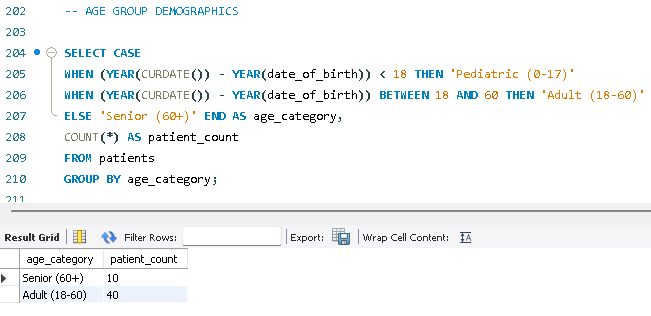 202 -- AGE GROUP DEMOGRAPHICS
203
204 SELECT CASE
205 WHEN (YEAR(CURDATE()) - YEAR(date_of_birth)) < 18 THEN 'Pediatric (0-17)'
206 WHEN (YEAR(CURDATE()) - YEAR(date_of_birth)) BETWEEN 18 AND 60 THEN 'Adult (18-60)'
207 ELSE 'Senior (60+)' END AS age_category,
208 COUNT(*) AS patient_count
209 FROM patients
210 GROUP BY age_category;
211
Result Grid Filter Rows: Export: Wrap Cell Content:
age_category patient_count
Senior (60+) 10
Adult (18-60) 40